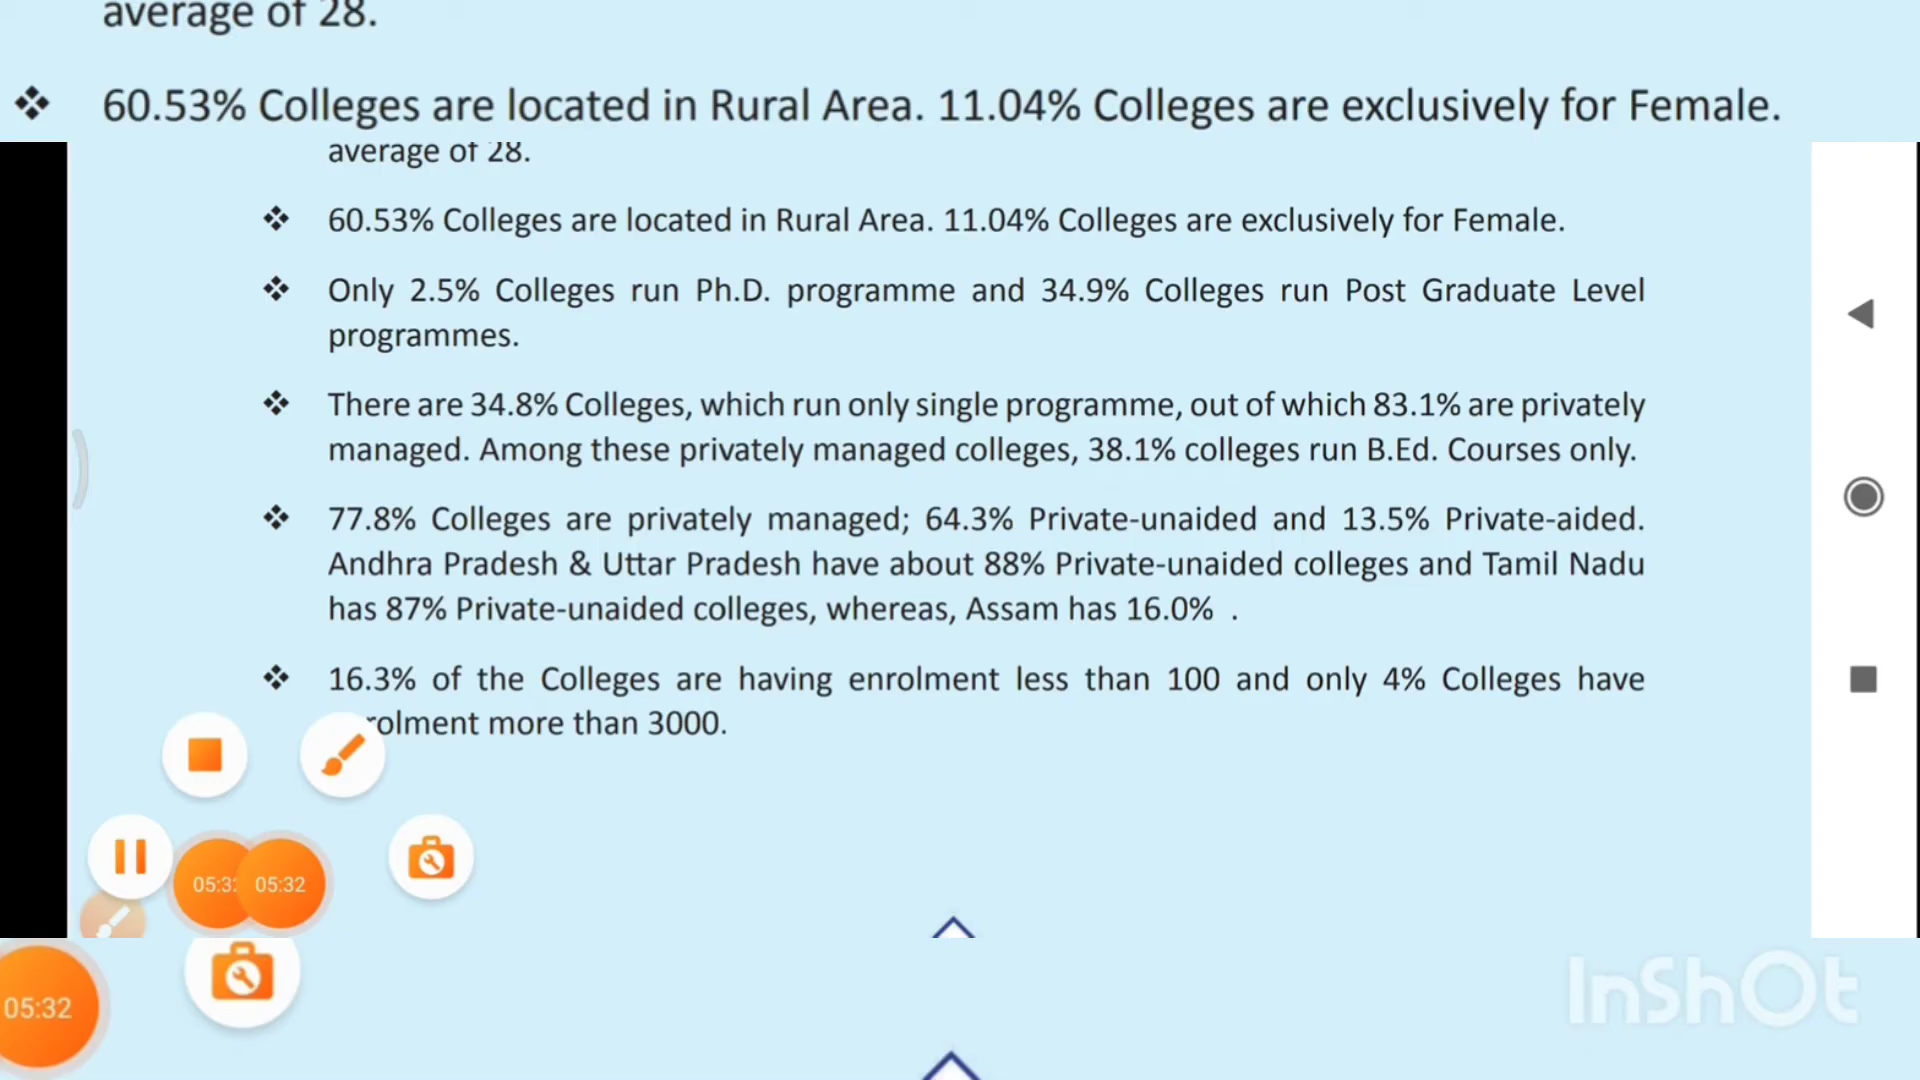 average of 28.
❖ 60.53% Colleges are located in Rural Area. 11.04% Colleges are exclusively for Female.
average of 28.
❖ 60.53% Colleges are located in Rural Area. 11.04% Colleges are exclusively for Female.
❖ Only 2.5% Colleges run Ph.D. programme and 34.9% Colleges run Post Graduate Level
programmes.
❖ There are 34.8% Colleges, which run only single programme, out of which 83.1% are privately
managed. Among these privately managed colleges, 38.1% colleges run B.Ed. Courses only.
❖ 77.8% Colleges are privately managed; 64.3% Private-unaided and 13.5% Private-aided.
Andhra Pradesh & Uttar Pradesh have about 88% Private-unaided colleges and Tamil Nadu
has 87% Private-unaided colleges, whereas, Assam has 16.0% .
❖ 16.3% of the Colleges are having enrolment less than 100 and only 4% Colleges have
more than 3000.
05:32
05:32
InShOt